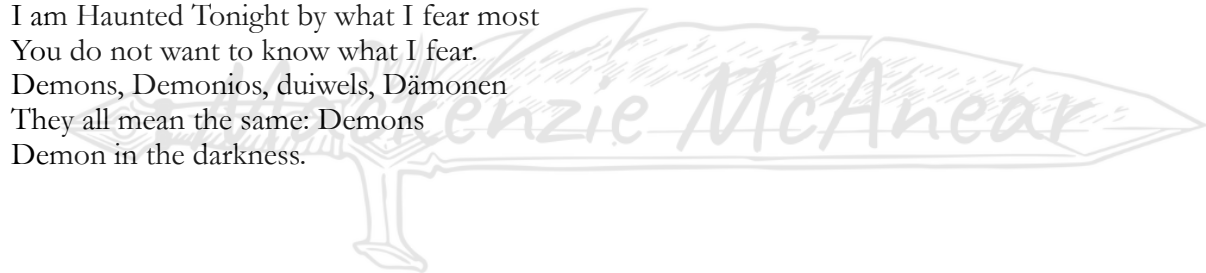 I am Haunted Tonight by what I fear most
You do not want to know what I fear.
Demons, Demonios, duiwels, Dämonen
They all mean the same: Demons
Demon in the darkness.
Mackenzie McAnear